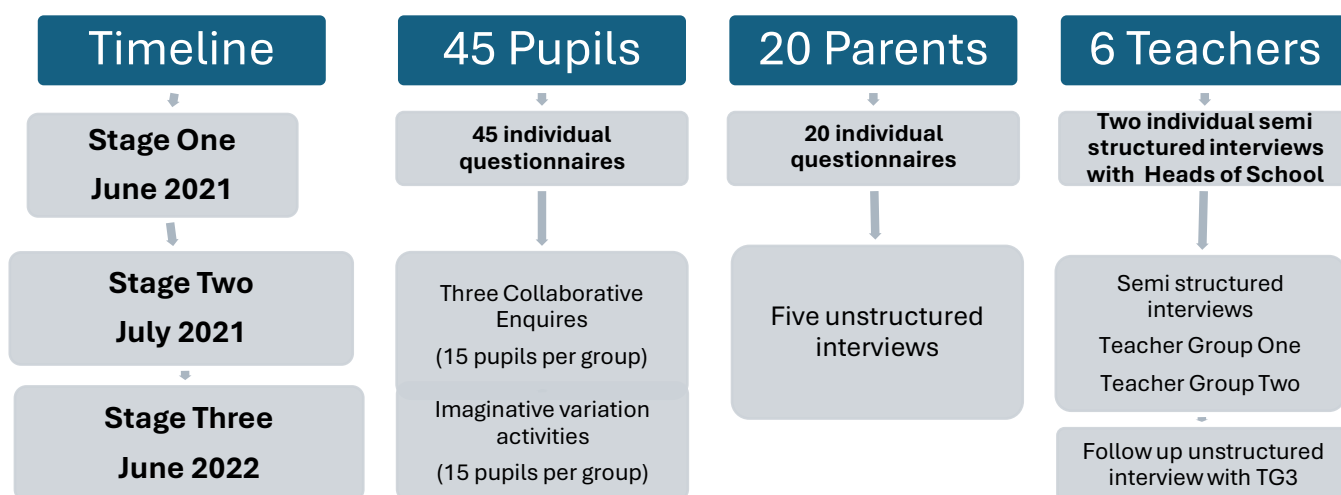 Timeline
45 Pupils
20 Parents
6 Teachers
Stage One
June 2021
45 individual
questionnaires
20 individual
questionnaires
Two individual semi
structured interviews
with Heads of School
Stage Two
July 2021
Three Collaborative
Enquires
(15 pupils per group)
Five unstructured
interviews
Semi structured
interviews
Teacher Group One
Teacher Group Two
Stage Three
June 2022
Imaginative variation
activities
(15 pupils per group)
Follow up unstructured
interview with TG3